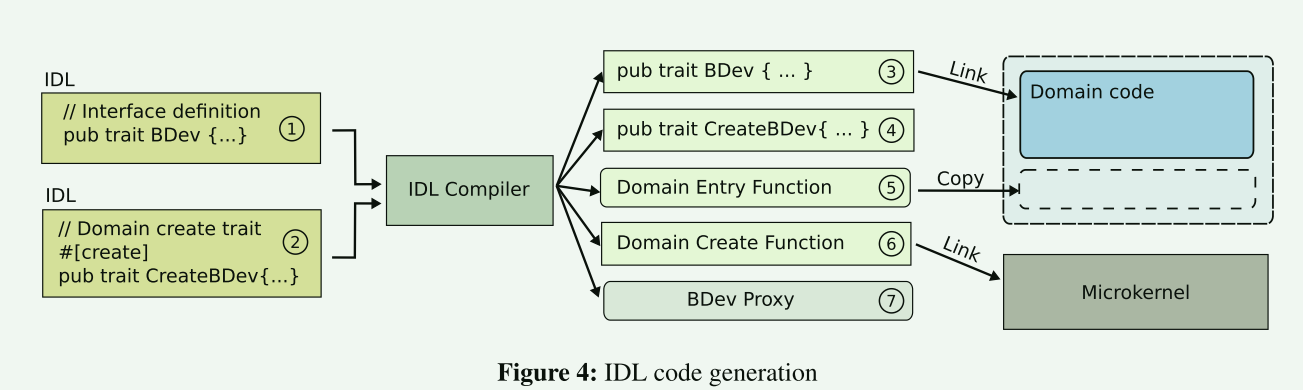 IDL
// Interface definition
pub trait BDev {...}
1
IDL
// Domain create trait
#[create]
pub trait CreateBDev{...}
2
IDL Compiler
pub trait BDev { ... }
3
pub trait CreateBDev{ ... }
4
Domain Entry Function
5
Domain Create Function
6
BDev Proxy
7
Link
Copy
Link
Domain code
Microkernel
Figure 4: IDL code generation